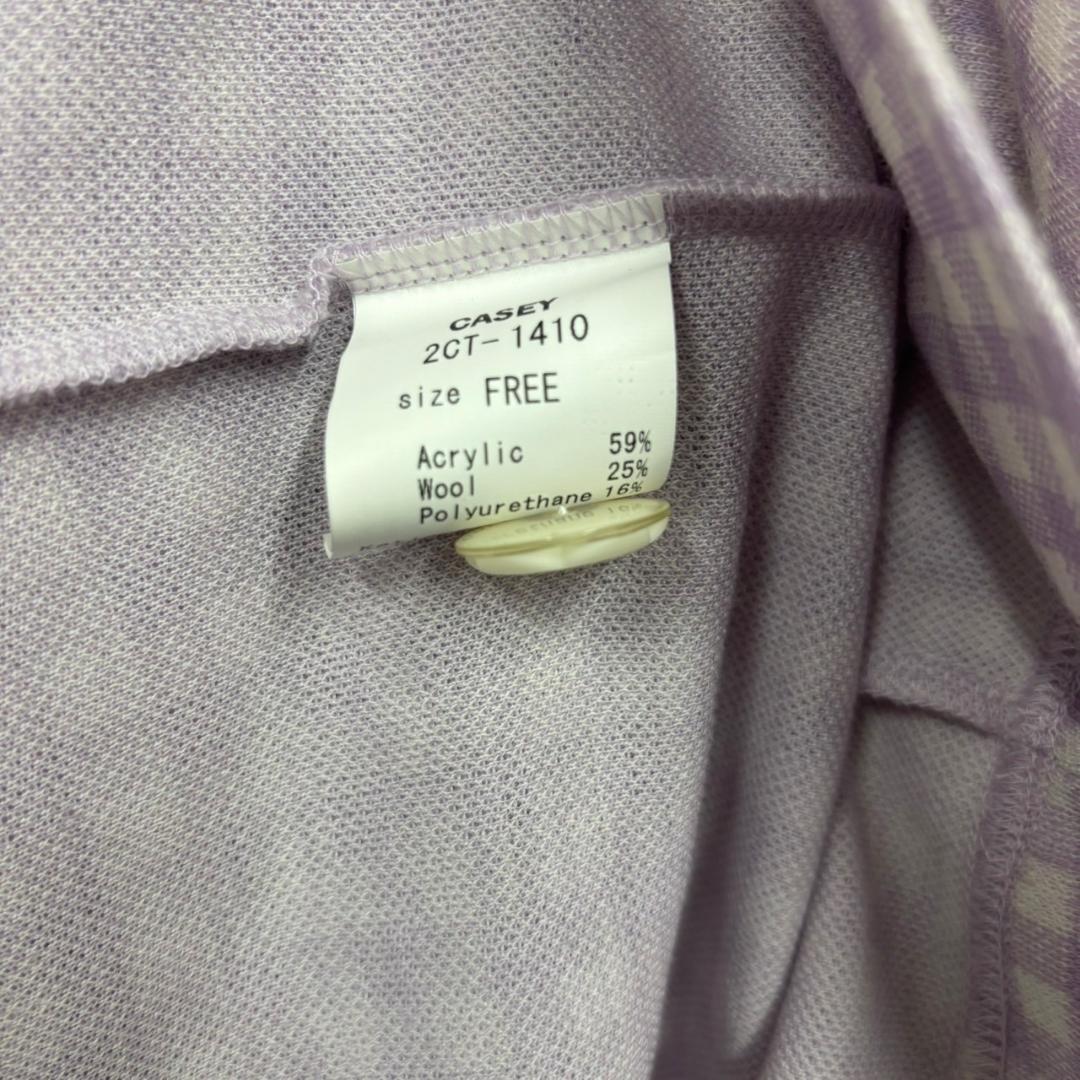 CASEY
2CT-1410
size FREE
Acrylic 59%
Wool 25%
Polyurethane 16%